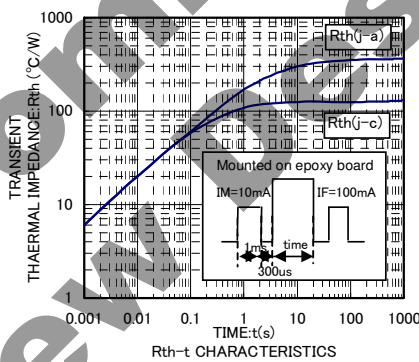 1000
100
10
1
TRANSIENT
THAERMAL IMPEDANCE:Rth (℃/W)
Rth(j-a)
Rth(j-c)
Mounted on epoxy board
IM=10mA IF=100mA
1ms time
300us
0.001 0.01 0.1 1 10 100 1000
TIME:t(s)
Rth-t CHARACTERISTICS